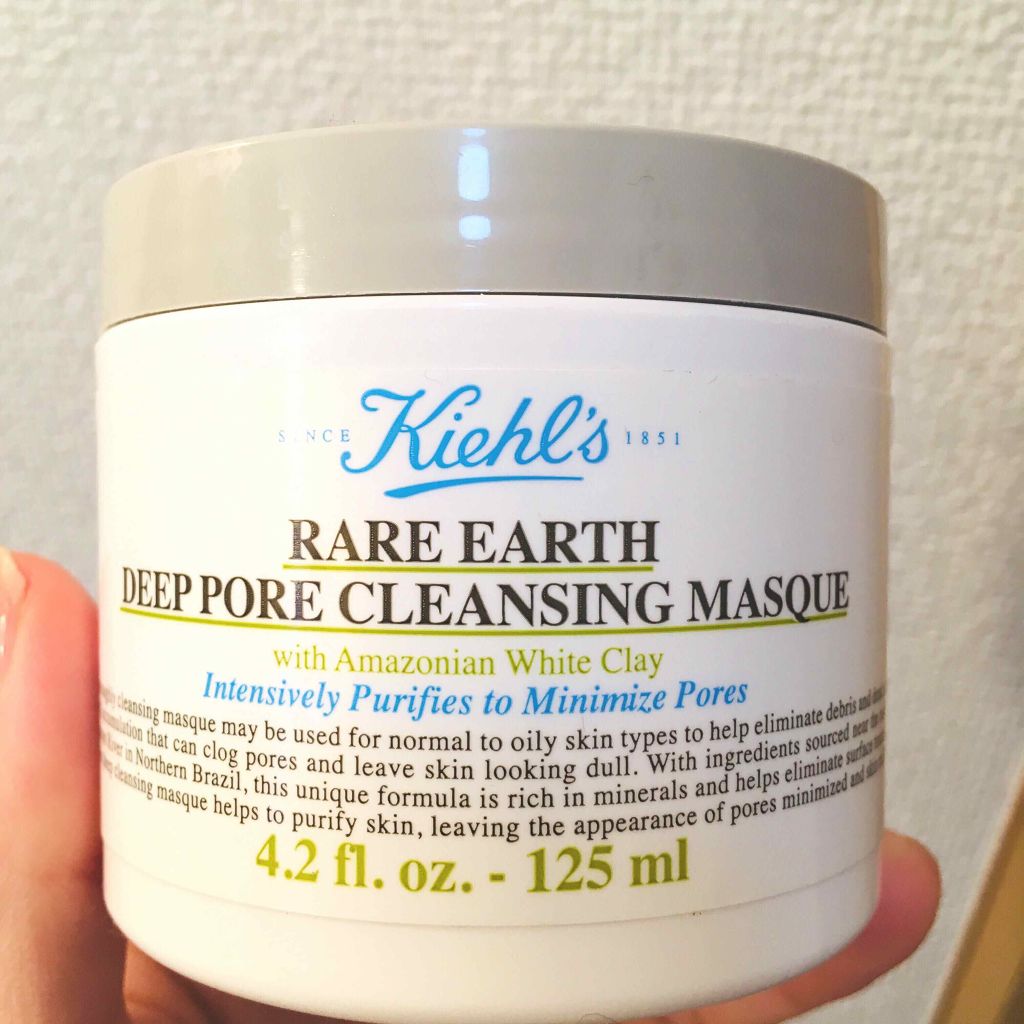 SINCE Kiehl's 1851
RARE EARTH
DEEP PORE CLEANSING MASQUE
with Amazonian White Clay
Intensively Purifies to Minimize Pores
cleansing masque may be used for normal to oily skin types to help eliminate debris and
that can clog pores and leave skin looking dull. With ingredients sourced near the
River in Northern Brazil, this unique formula is rich in minerals and helps eliminate surface
cleansing masque helps to purify skin, leaving the appearance of pores minimized and
4.2 fl. oz. - 125 ml